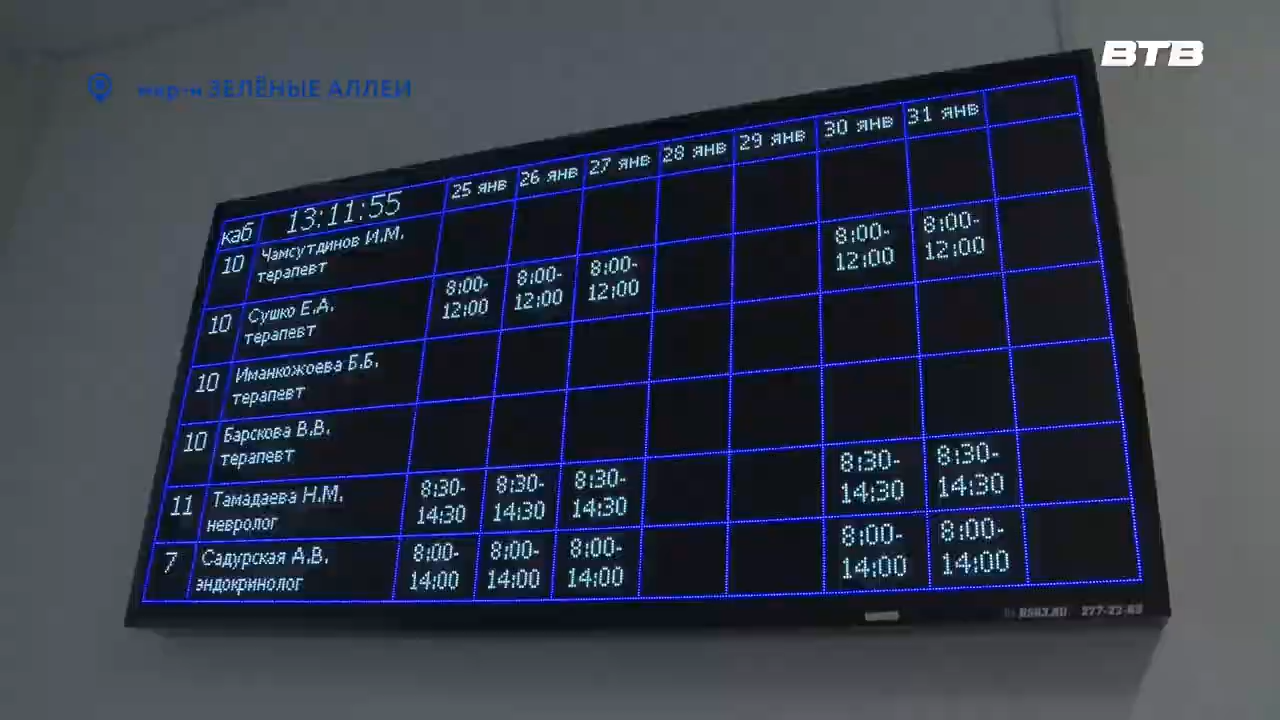 мкр-н ЗЕЛЁНЫЕ АЛЛЕИ
ВТВ
каб 13:11:55 25 янв 26 янв 27 янв 28 янв 29 янв 30 янв 31 янв
10 Чамсутдинов И.М.
терапевт
10 Сушко Е.А. 8:00- 8:00- 8:00- 8:00- 8:00-
терапевт 12:00 12:00 12:00 12:00 12:00
10 Иманкожоева Б.Б.
терапевт
10 Барскова В.В.
терапевт
11 Тамадаева Н.М. 8:30- 8:30- 8:30- 8:30- 8:30-
невролог 14:30 14:30 14:30 14:30 14:30
7 Садурская А.В. 8:00- 8:00- 8:00- 8:00- 8:00-
эндокринолог 14:00 14:00 14:00 14:00 14:00